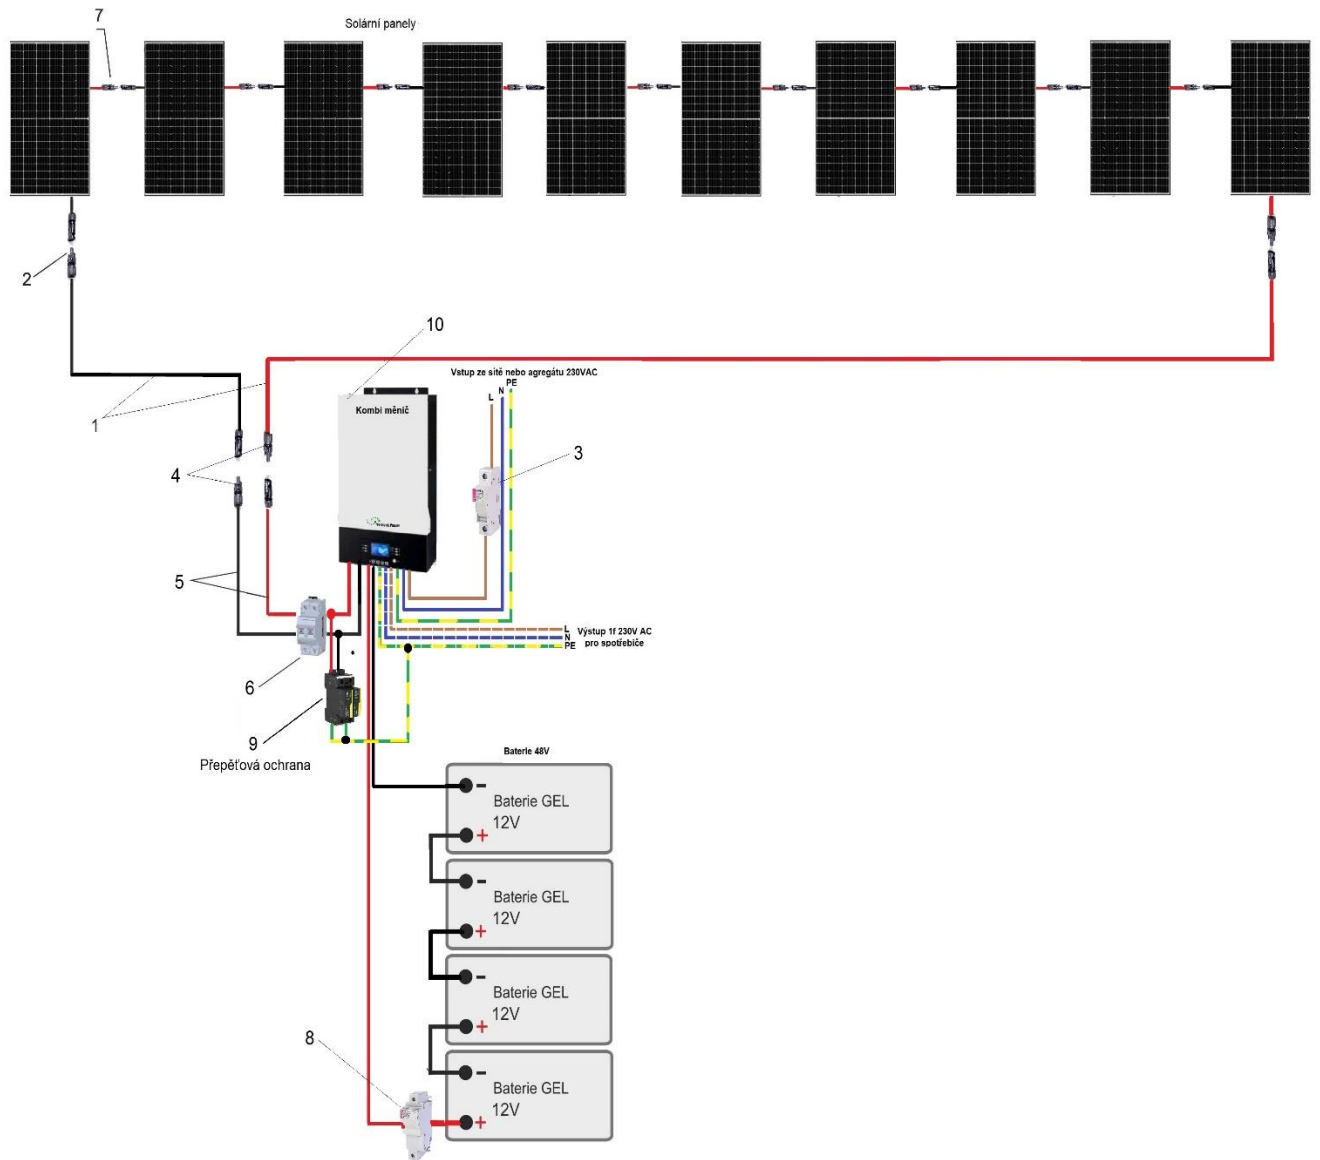 7
Solární panely
2
10
Vstup ze sítě nebo agregátu 230VAC
PE
N
L
Kombi měnič
1
3
4
5
L
N
PE
Výstup 1f 230V AC
pro spotřebiče
6
9
Přepěťová ochrana
Baterie 48V
-
Baterie GEL
12V
+
-
Baterie GEL
12V
+
-
Baterie GEL
12V
+
8
-
Baterie GEL
12V
+